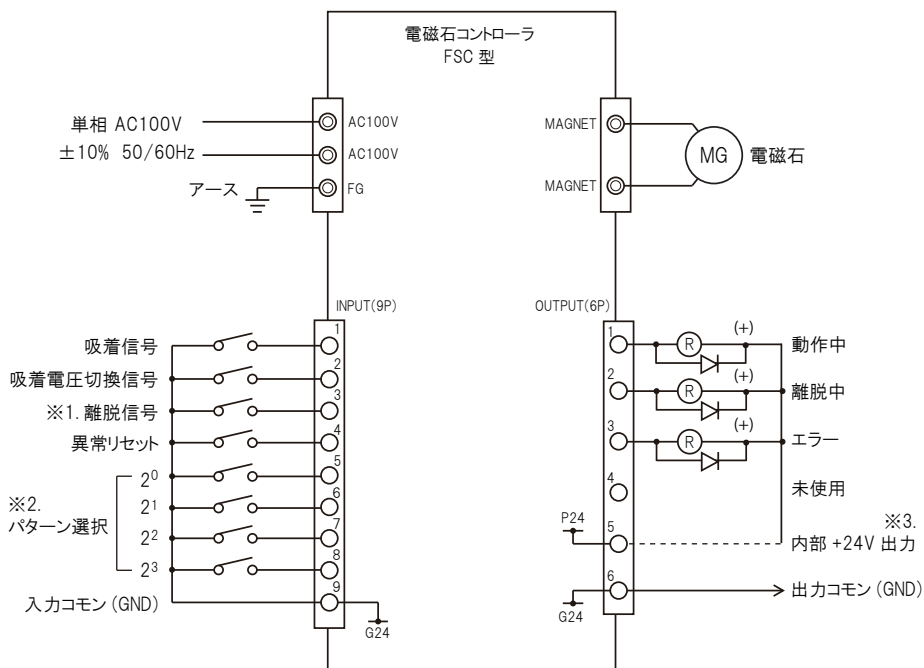 電磁石コントローラ
FSC 型
単相 AC100V
±10% 50/60Hz
アース
AC100V
AC100V
FG
MAGNET
MAGNET
MG
電磁石
INPUT(9P)
吸着信号
1
吸着電圧切換信号
2
※1. 離脱信号
3
異常リセット
4
※2.
パターン選択
2⁰
5
2¹
6
2²
7
2³
8
入力コモン (GND)
9
G24
OUTPUT(6P)
1
R
(+)
動作中
2
R
(+)
離脱中
3
R
(+)
エラー
4
未使用
P24
5
※3.
内部 +24V 出力
6
G24
出力コモン (GND)